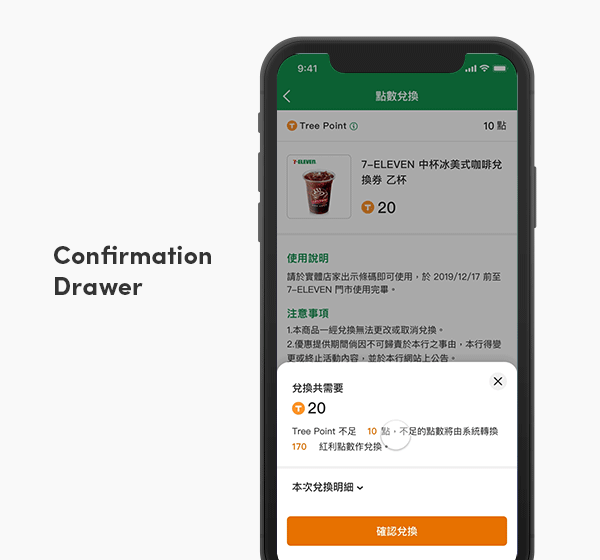 9:41
點數兌換
T Tree Point
10 點
7-ELEVEN
7-ELEVEN 中杯冰美式咖啡兌
換券 乙杯
T 20
Confirmation
Drawer
使用說明
請於實體店家出示條碼即可使用,於 2019/12/17 前至
7-ELEVEN 門市使用完畢。
注意事項
1.本商品一經兌換無法更改或取消兌換。
2.優惠提供期間倘因不可歸責於本行之事由,本行得變
更或終止活動內容,並於本行網站上公告。
兌換共需要
T 20
Tree Point 不足 10 點,不足的點數將由系統轉換
170 紅利點數作兌換。
本次兌換明細
確認兌換